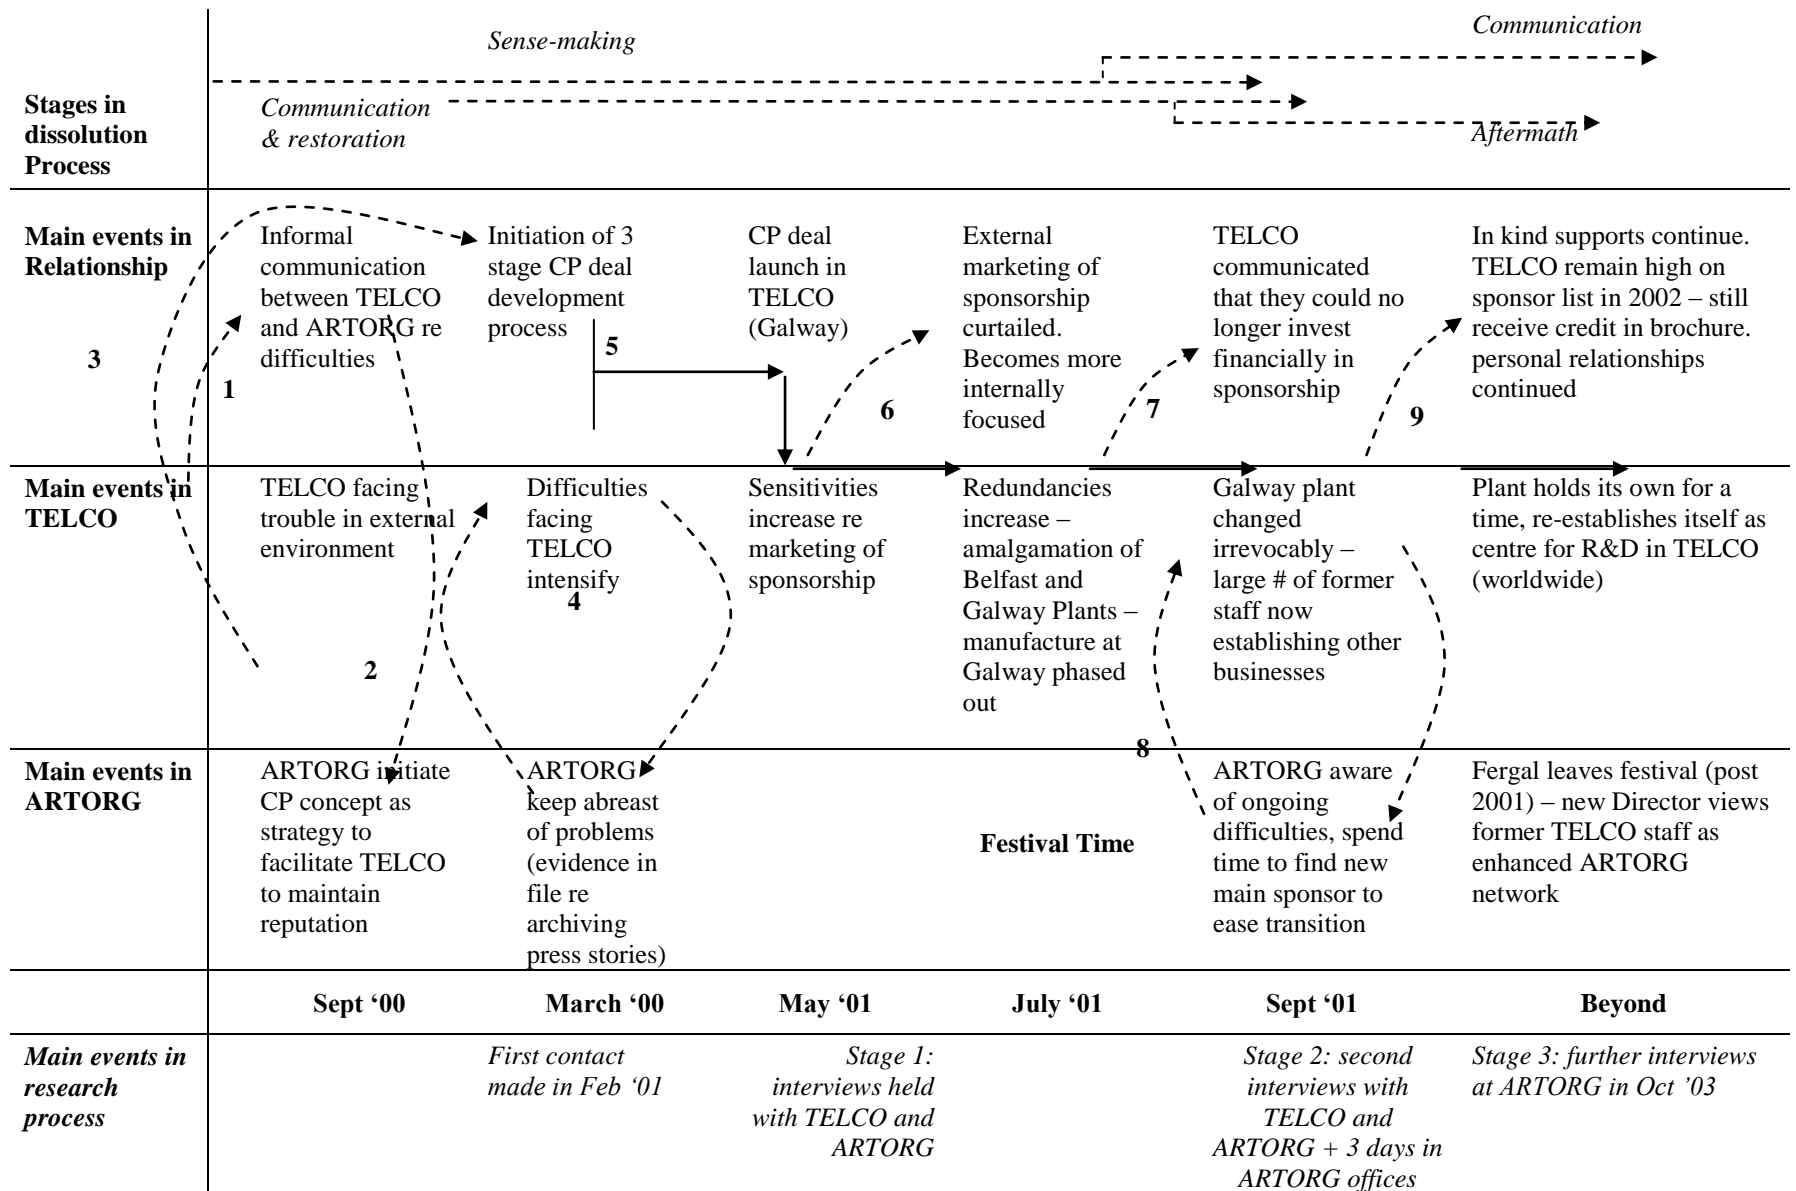 Sense-making
Communication
Stages in
dissolution
Process
Communication
& restoration
Aftermath
Main events in
Relationship
Informal
communication
between TELCO
and ARTORG re
difficulties
Initiation of 3
stage CP deal
development
process
CP deal
launch in
TELCO
(Galway)
External
marketing of
sponsorship
curtailed.
Becomes more
internally
focused
TELCO
communicated
that they could no
longer invest
financially in
sponsorship
In kind supports continue.
TELCO remain high on
sponsor list in 2002 – still
receive credit in brochure.
personal relationships
continued
3
1
5
6
7
9
Main events in
TELCO
TELCO facing
trouble in external
environment
Difficulties
facing
TELCO
intensify
Sensitivities
increase re
marketing of
sponsorship
Redundancies
increase –
amalgamation of
Belfast and
Galway Plants –
manufacture at
Galway phased
out
Galway plant
changed
irrevocably –
large # of former
staff now
establishing other
businesses
Plant holds its own for a
time, re-establishes itself as
centre for R&D in TELCO
(worldwide)
4
2
8
Main events in
ARTORG
ARTORG initiate
CP concept as
strategy to
facilitate TELCO
to maintain
reputation
ARTORG
keep abreast
of problems
(evidence in
file re
archiving
press stories)
Festival Time
ARTORG aware
of ongoing
difficulties, spend
time to find new
main sponsor to
ease transition
Fergal leaves festival (post
2001) – new Director views
former TELCO staff as
enhanced ARTORG
network
Sept ‘00
March ‘00
May ‘01
July ‘01
Sept ‘01
Beyond
Main events in
research
process
First contact
made in Feb ‘01
Stage 1:
interviews held
with TELCO and
ARTORG
Stage 2: second
interviews with
TELCO and
ARTORG + 3 days in
ARTORG offices
Stage 3: further interviews
at ARTORG in Oct ’03